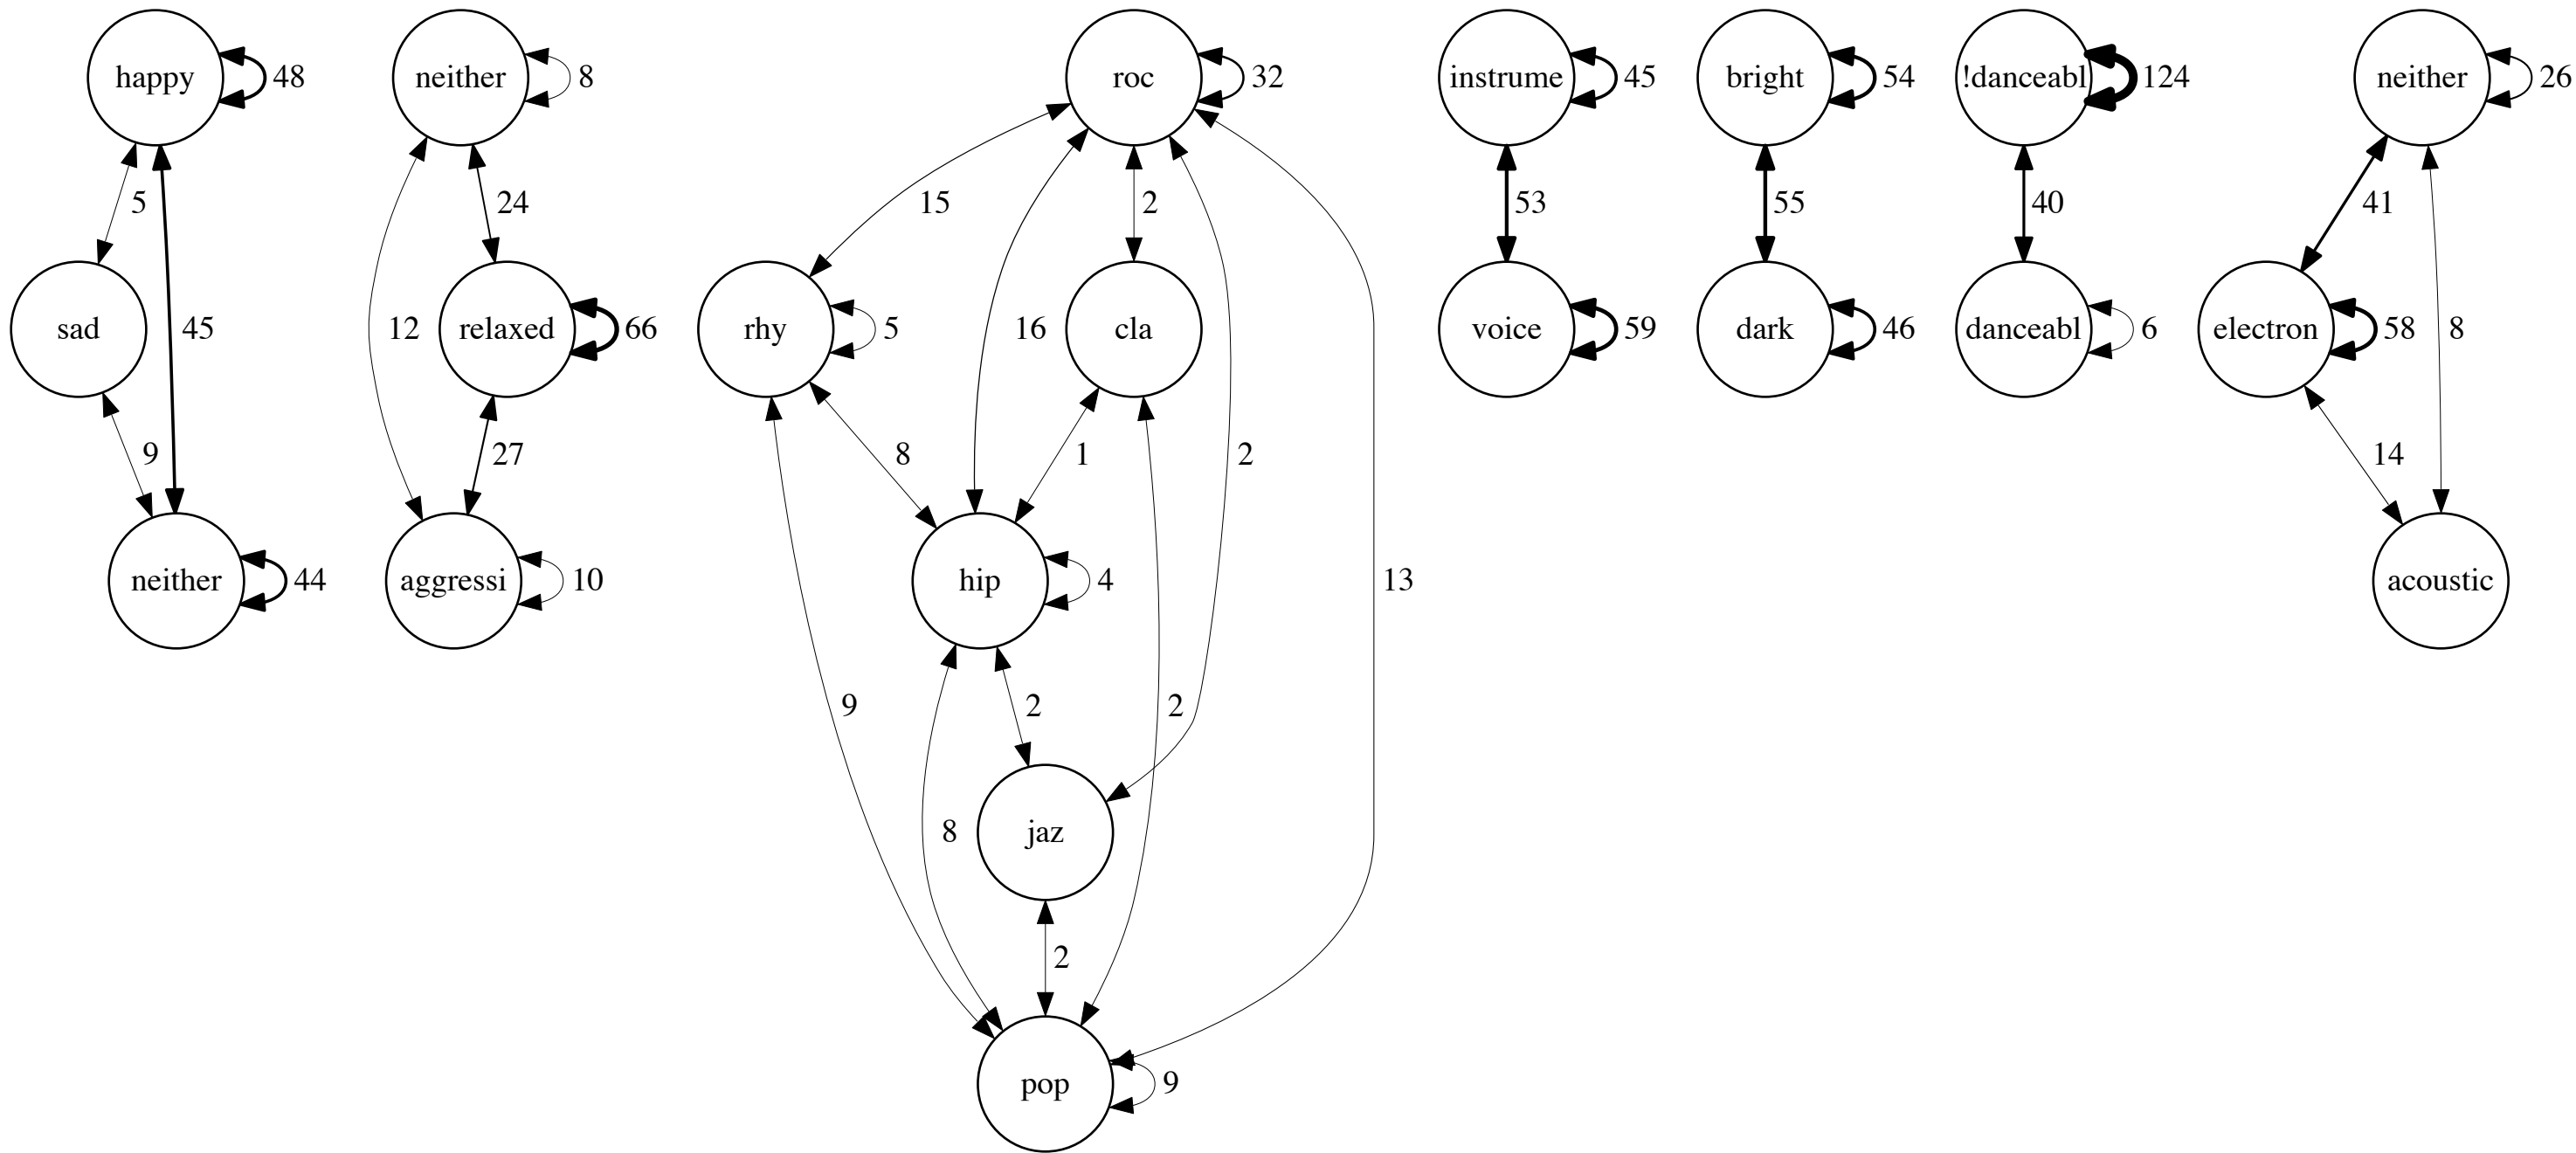 happy
48
neither
8
roc
32
instrume
45
bright
54
!danceabl
124
neither
26
5
24
15
2
53
55
40
41
sad
45
12
relaxed
66
rhy
5
16
cla
voice
59
dark
46
danceabl
6
electron
58
8
9
27
8
1
2
14
neither
44
aggressi
10
hip
4
13
acoustic
9
2
2
8
jaz
2
pop
9